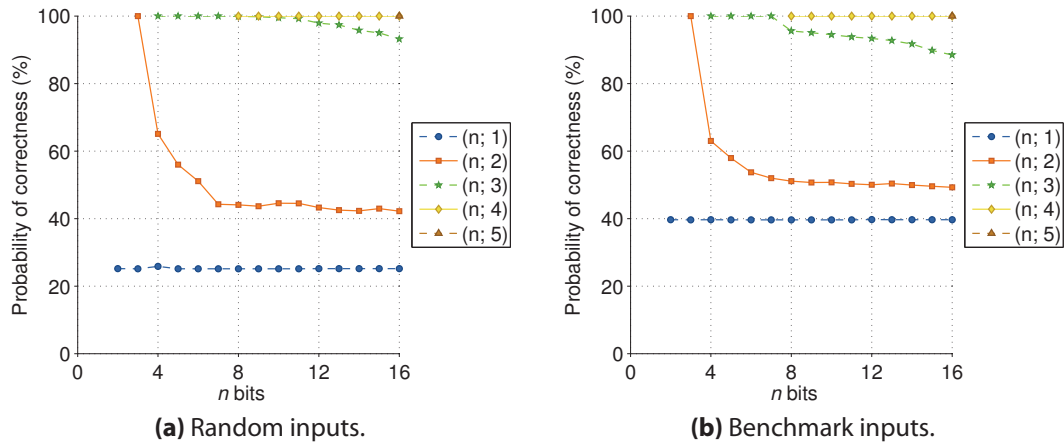 Probability of correctness (%)
100
80
60
40
20
0
0 4 8 12 16
n bits
(n; 1)
(n; 2)
(n; 3)
(n; 4)
(n; 5)
(a) Random inputs.
Probability of correctness (%)
100
80
60
40
20
0
0 4 8 12 16
n bits
(n; 1)
(n; 2)
(n; 3)
(n; 4)
(n; 5)
(b) Benchmark inputs.